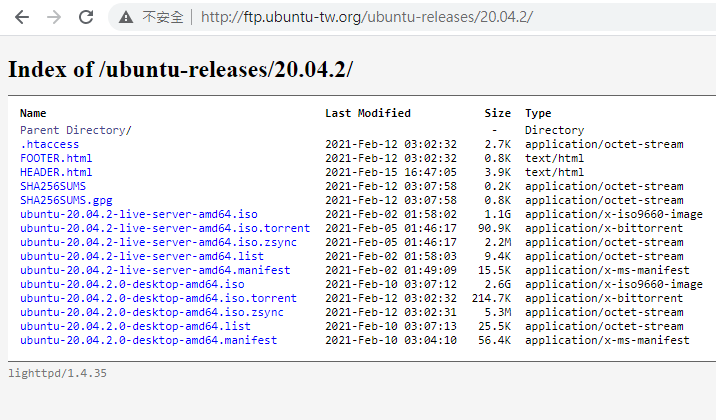 不安全 http://ftp.ubuntu-tw.org/ubuntu-releases/20.04.2/
Index of /ubuntu-releases/20.04.2/
Name Last Modified Size Type
Parent Directory/ - Directory
.htaccess 2021-Feb-12 03:02:32 2.7K application/octet-stream
FOOTER.html 2021-Feb-12 03:02:32 0.8K text/html
HEADER.html 2021-Feb-15 16:47:05 3.9K text/html
SHA256SUMS 2021-Feb-12 03:07:58 0.2K application/octet-stream
SHA256SUMS.gpg 2021-Feb-12 03:07:58 0.8K application/octet-stream
ubuntu-20.04.2-live-server-amd64.iso 2021-Feb-02 01:58:02 1.1G application/x-iso9660-image
ubuntu-20.04.2-live-server-amd64.iso.torrent 2021-Feb-05 01:46:17 90.9K application/x-bittorrent
ubuntu-20.04.2-live-server-amd64.iso.zsync 2021-Feb-05 01:46:17 2.2M application/octet-stream
ubuntu-20.04.2-live-server-amd64.list 2021-Feb-02 01:58:03 9.4K application/octet-stream
ubuntu-20.04.2-live-server-amd64.manifest 2021-Feb-02 01:49:09 15.5K application/x-ms-manifest
ubuntu-20.04.2.0-desktop-amd64.iso 2021-Feb-10 03:07:12 2.6G application/x-iso9660-image
ubuntu-20.04.2.0-desktop-amd64.iso.torrent 2021-Feb-12 03:02:32 214.7K application/x-bittorrent
ubuntu-20.04.2.0-desktop-amd64.iso.zsync 2021-Feb-12 03:02:31 5.3M application/octet-stream
ubuntu-20.04.2.0-desktop-amd64.list 2021-Feb-10 03:07:13 25.5K application/octet-stream
ubuntu-20.04.2.0-desktop-amd64.manifest 2021-Feb-10 03:04:10 56.4K application/x-ms-manifest
lighttpd/1.4.35